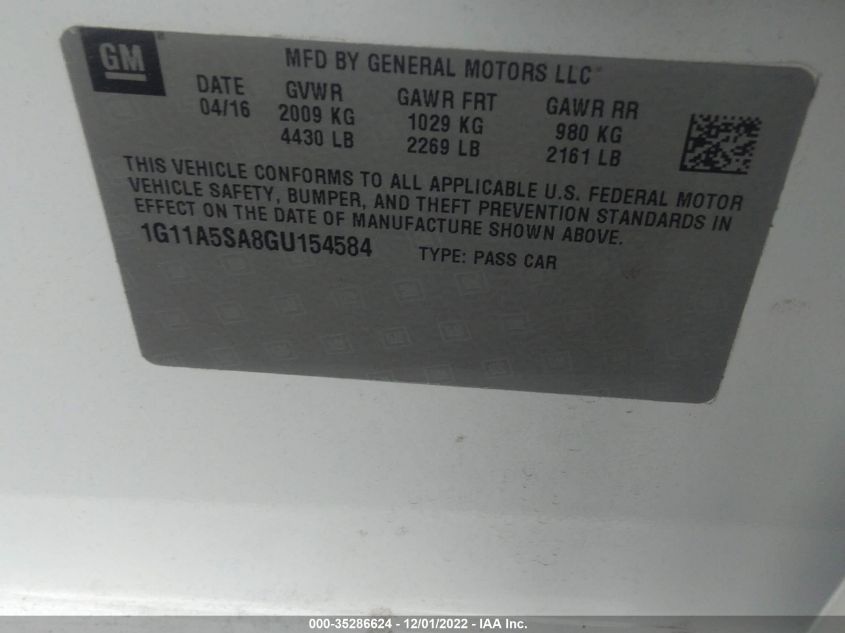 GM
MFD BY GENERAL MOTORS LLC
DATE GVWR GAWR FRT GAWR RR
04/16 2009 KG 1029 KG 980 KG
4430 LB 2269 LB 2161 LB
THIS VEHICLE CONFORMS TO ALL APPLICABLE U.S. FEDERAL MOTOR
VEHICLE SAFETY, BUMPER, AND THEFT PREVENTION STANDARDS IN
EFFECT ON THE DATE OF MANUFACTURE SHOWN ABOVE.
1G11A5SA8GU154584 TYPE: PASS CAR
000-35286624 - 12/01/2022 - IAA Inc.